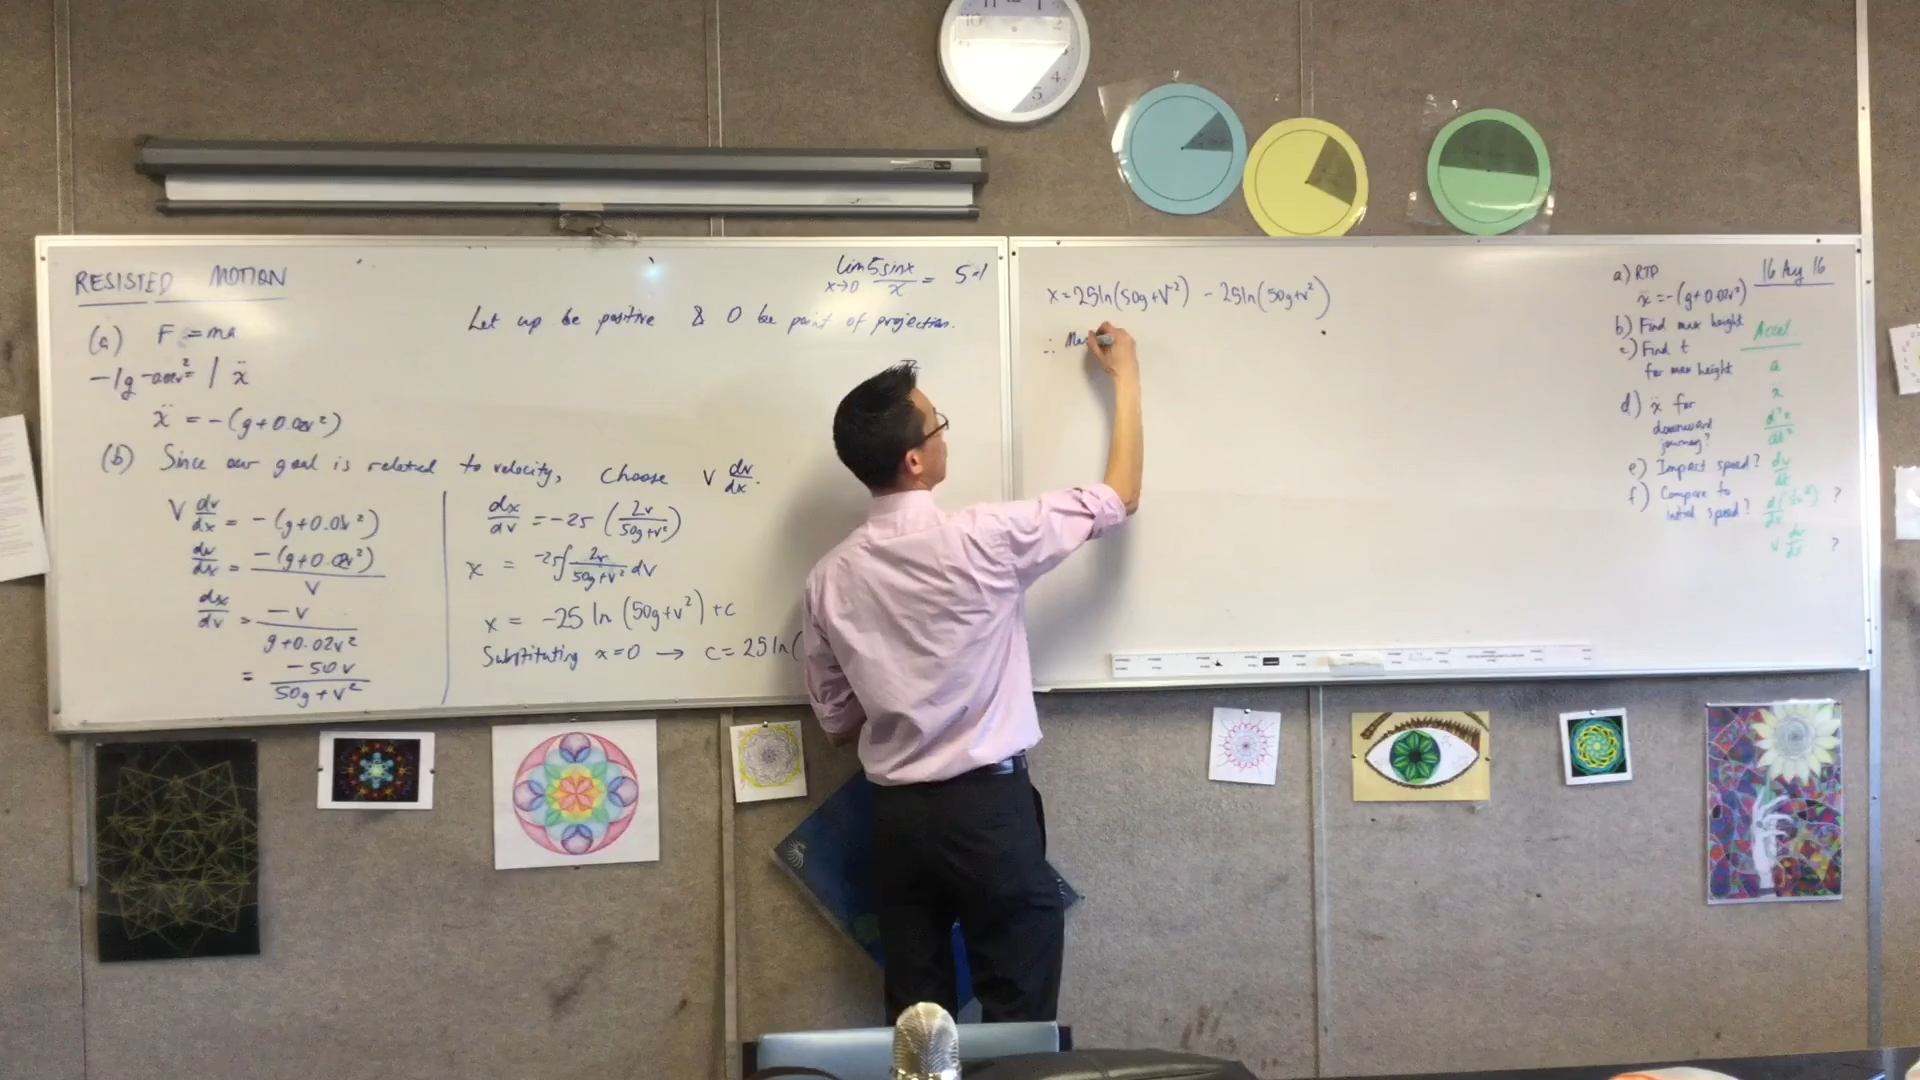 RESISTED MOTION
lim 5sinx
x→0 x = 5×1
Let up be positive & O be point of projection.
(a) F = ma
ẍ = -(g+0.02v²)
(b) Since our goal is related to velocity, choose v dv/dx.
v dv/dx = -(g+0.02v²)
dv/dx = -(g+0.02v²)/v
dx/dv = -v/(g+0.02v²)
= -50v/(50g+v²)
dx/dv = -25 (2v/(50g+v²))
x = -25∫ 2v/(50g+v²) dv
x = -25 ln (50g+v²) +c
Substituting x=0 → c = 25 ln(
x = 25ln(50g+V²) - 25ln(50g+v²)
∴ Max
16 Aug 16
a) RTP
ẍ = -(g+0.02v²)
b) Find max height
c) Find t
for max height
d) ẍ for
downward
journey?
e) Impact speed?
f) Compare to
initial speed?
Accel.
a
ẍ
d²x/dt²
dv/dt
d/dx(½v²) ?
v dv/dx ?